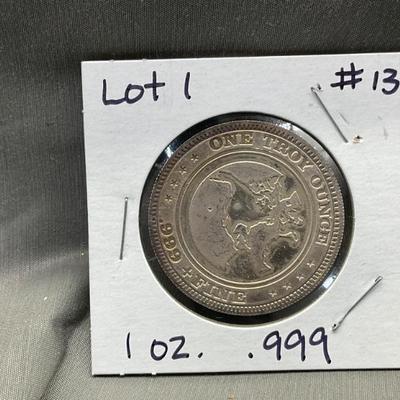 Lot 1 #13
ONE TROY OUNCE
999 FINE
1 oz. .999